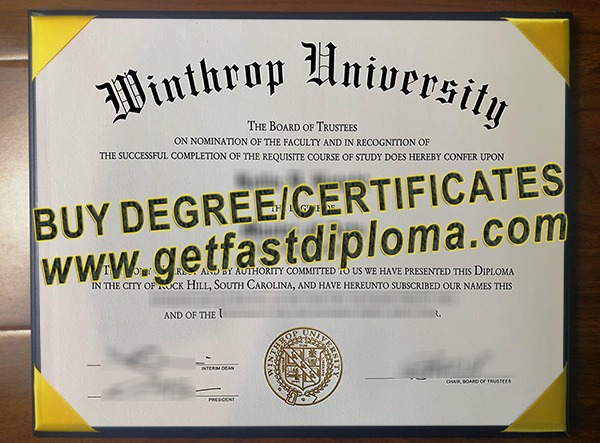 Winthrop University
THE BOARD OF TRUSTEES
ON NOMINATION OF THE FACULTY AND IN RECOGNITION OF
THE SUCCESSFUL COMPLETION OF THE REQUISITE COURSE OF STUDY DOES HEREBY CONFER UPON
BUY DEGREE/CERTIFICATES
www.getfastdiploma.com
AND BY AUTHORITY COMMITTED TO US WE HAVE PRESENTED THIS DIPLOMA
IN THE CITY OF ROCK HILL, SOUTH CAROLINA, AND HAVE HEREUNTO SUBSCRIBED OUR NAMES THIS
AND OF THE
INTERIM DEAN
PRESIDENT
WINTHROP UNIVERSITY
CHAIR, BOARD OF TRUSTEES